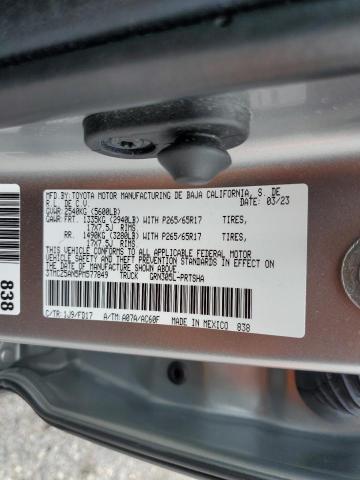 MFD.BY:TOYOTA MOTOR MANUFACTURING DE BAJA CALIFORNIA, S. DE
R.L. DE C.V. DATE: 03/23
GVWR 2540KG (5600LB)
GAWR FRT. 1335KG (2940LB) WITH P265/65R17 TIRES,
17X7.5J RIMS
RR. 1490KG (3280LB) WITH P265/65R17 TIRES,
17X7.5J RIMS
THIS VEHICLE CONFORMS TO ALL APPLICABLE FEDERAL MOTOR
VEHICLE SAFETY AND THEFT PREVENTION STANDARDS IN EFFECT
ON THE DATE OF MANUFACTURE SHOWN ABOVE.
3TMCZ5AN5PM577849 TRUCK GRN305L-PRTSHA
C/TR: 1J9/FD17 A/TM: A07A/AC60F MADE IN MEXICO 838
838